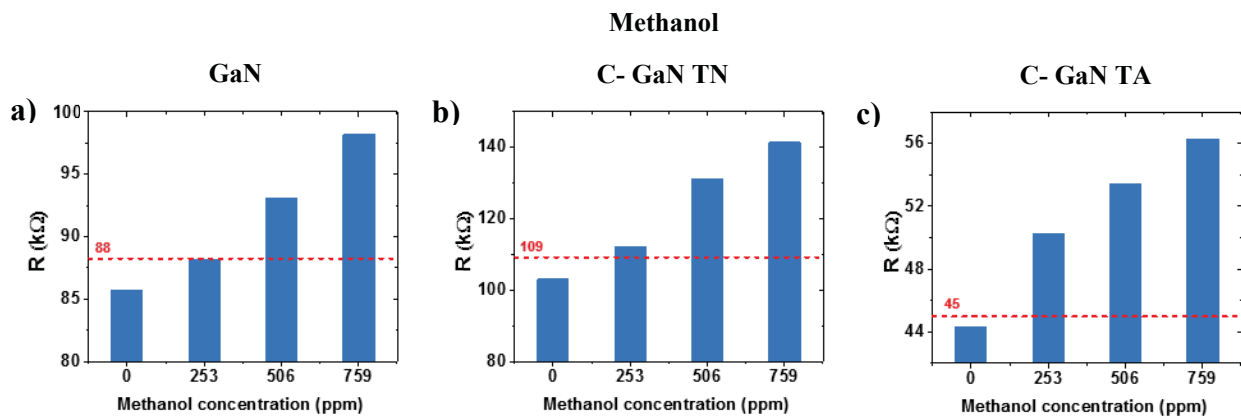 Methanol
GaN
C- GaN TN
C- GaN TA
a)
100
95
90
85
80
R (kΩ)
88
0 253 506 759
Methanol concentration (ppm)
b)
140
120
100
80
R (kΩ)
109
0 253 506 759
Methanol concentration (ppm)
c)
56
52
48
44
R (kΩ)
45
0 253 506 759
Methanol concentration (ppm)